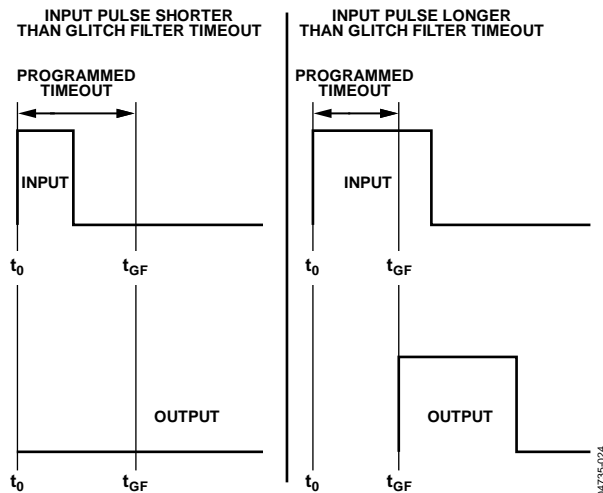 INPUT PULSE SHORTER
THAN GLITCH FILTER TIMEOUT
PROGRAMMED
TIMEOUT
INPUT
t0
tGF
OUTPUT
t0
tGF
INPUT PULSE LONGER
THAN GLITCH FILTER TIMEOUT
PROGRAMMED
TIMEOUT
INPUT
t0
tGF
OUTPUT
t0
tGF
04735-024